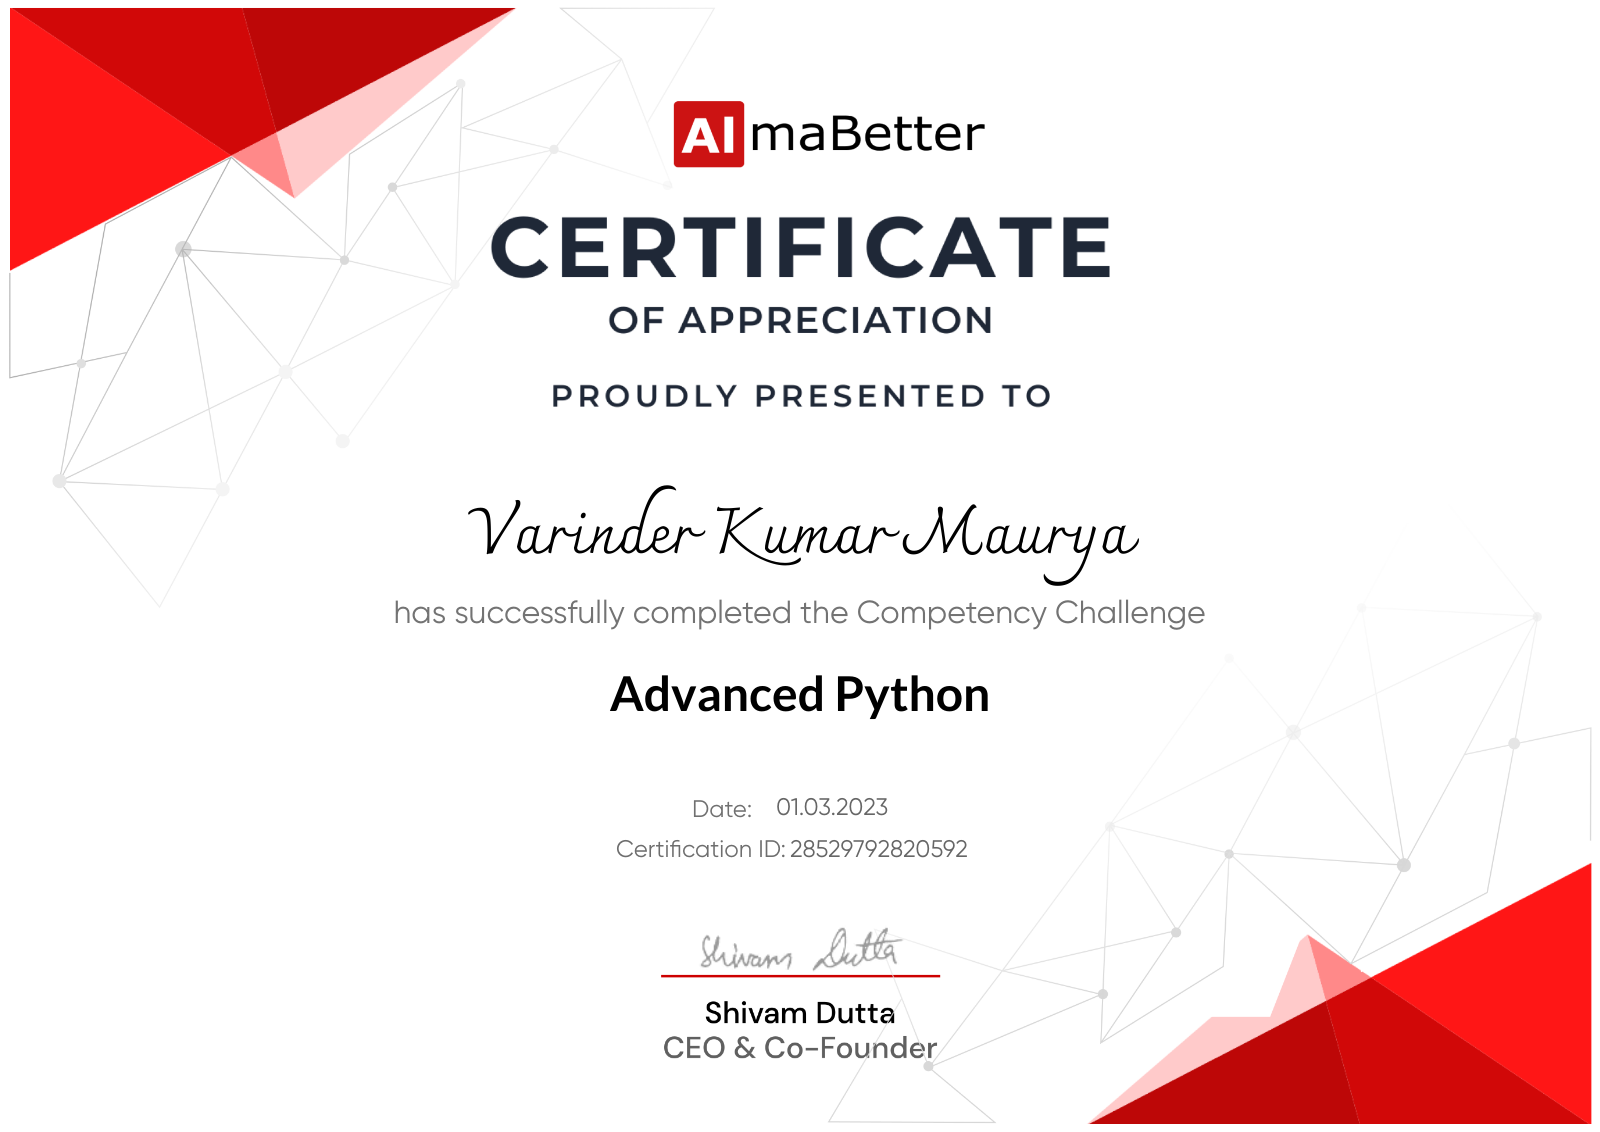 AlmaBetter
CERTIFICATE
OF APPRECIATION
PROUDLY PRESENTED TO
Varinder Kumar Maurya
has successfully completed the Competency Challenge
Advanced Python
Date: 01.03.2023
Certification ID: 28529792820592
Shivam Dutta
Shivam Dutta
CEO & Co-Founder